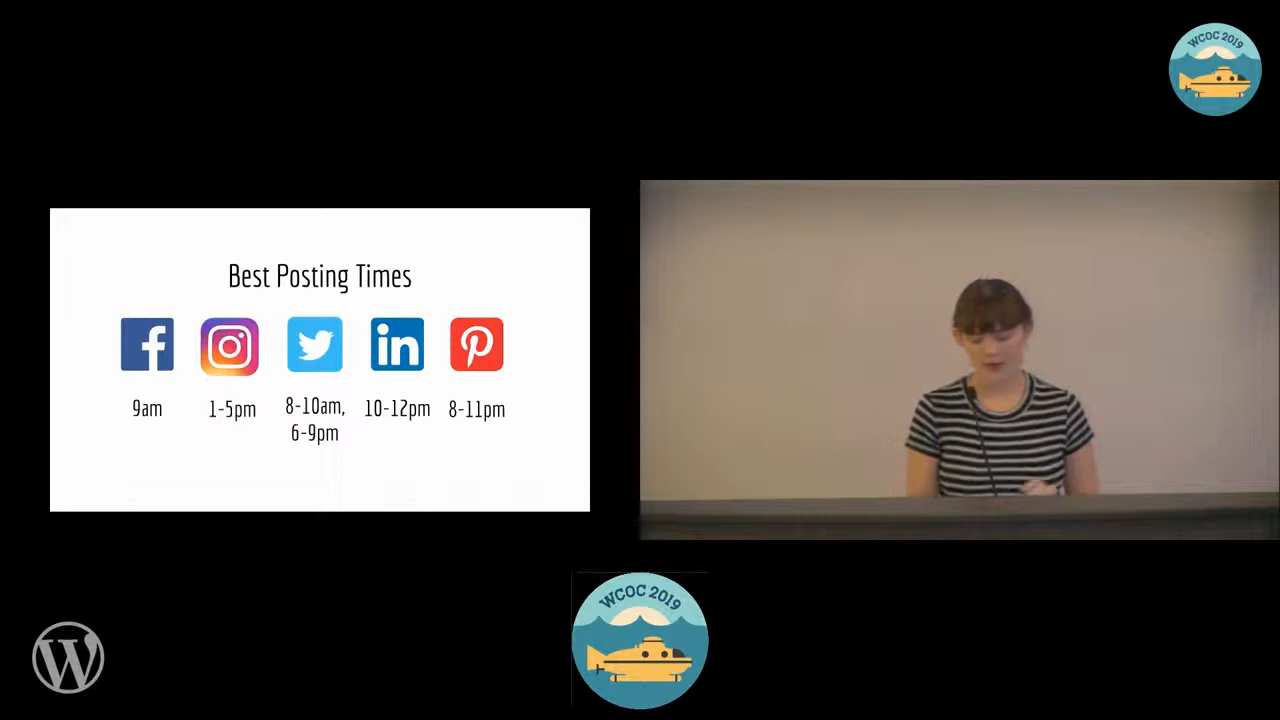 WCOC 2019
Best Posting Times
9am
1-5pm
8-10am,
6-9pm
10-12pm
8-11pm
WCOC 2019